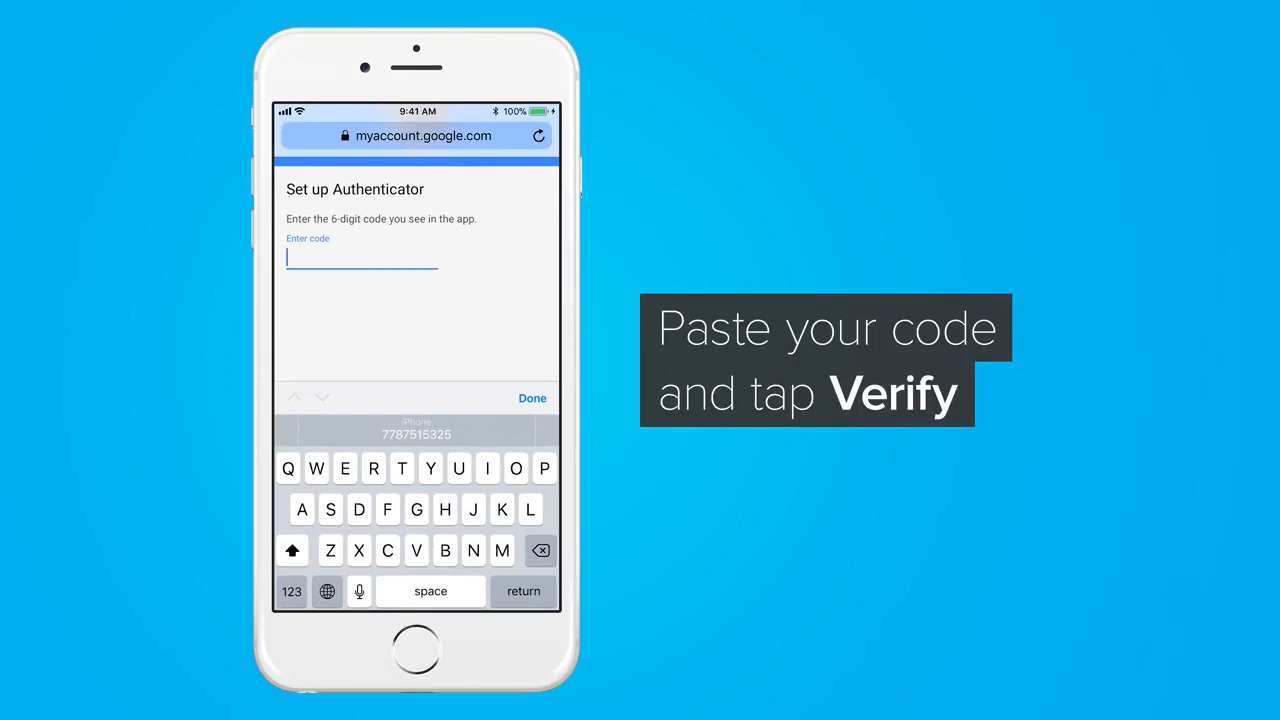 9:41 AM
100%
myaccount.google.com
Set up Authenticator
Enter the 6-digit code you see in the app.
Enter code
Done
iPhone
7787515325
Q W E R T Y U I O P
A S D F G H J K L
Z X C V B N M
123 space return
Paste your code
and tap Verify